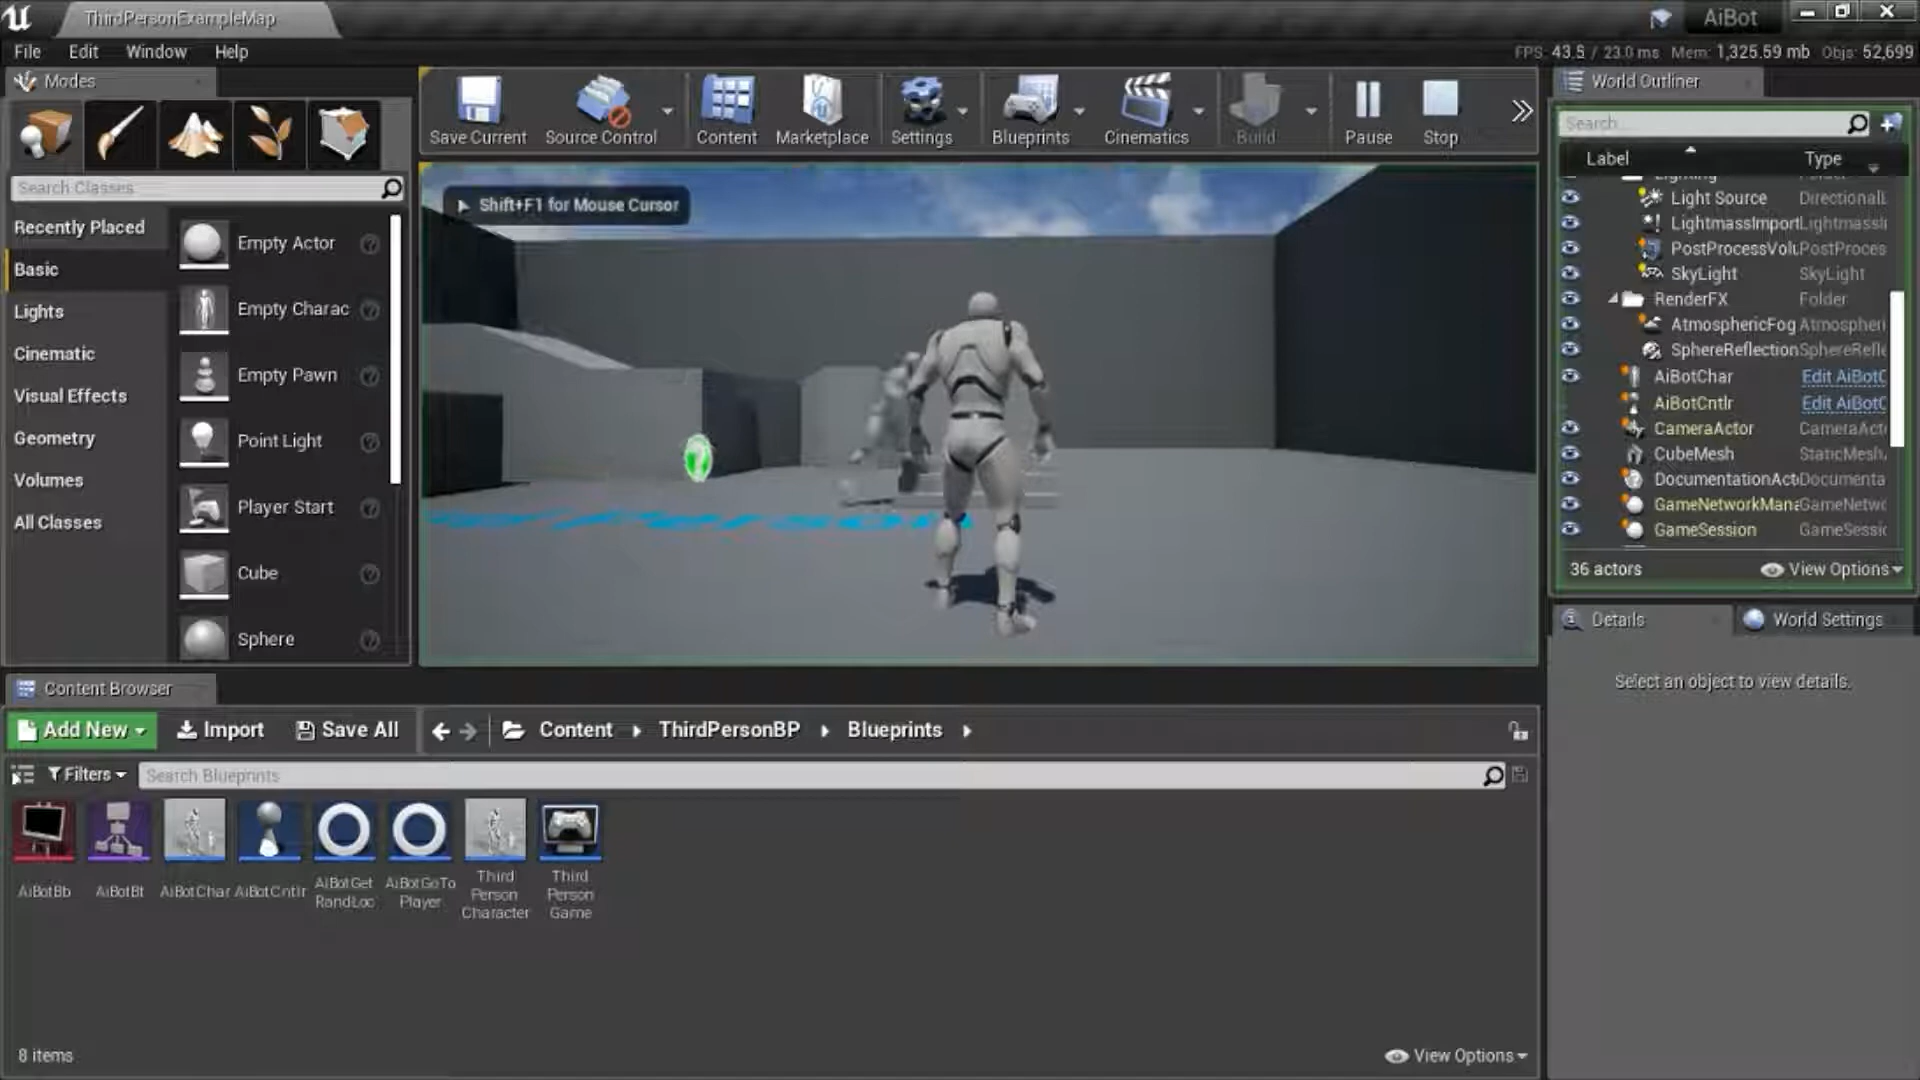 ThirdPersonExampleMap
AiBot
File Edit Window Help
FPS: 43.5 / 23.0 ms Mem: 1,325.59 mb Objs: 52,699
Modes
Search Classes
Recently Placed
Basic
Lights
Cinematic
Visual Effects
Geometry
Volumes
All Classes
Empty Actor
Empty Charac
Empty Pawn
Point Light
Player Start
Cube
Sphere
Save Current
Source Control
Content
Marketplace
Settings
Blueprints
Cinematics
Build
Pause
Stop
Shift+F1 for Mouse Cursor
World Outliner
Search...
Label Type
Lighting Folder
Light Source DirectionalL
LightmassImport LightmassI
PostProcessVolu PostProces
SkyLight SkyLight
RenderFX Folder
AtmosphericFog Atmospheri
SphereReflection SphereRefle
AiBotChar Edit AiBotC
AiBotCntlr Edit AiBotC
CameraActor CameraActo
CubeMesh StaticMesh
DocumentationActo Documenta
GameNetworkMana GameNetwo
GameSession GameSessio
36 actors View Options
Details World Settings
Select an object to view details.
Content Browser
Add New Import Save All
Content ThirdPersonBP Blueprints
Filters Search Blueprints
AiBotBb
AiBotBt
AiBotChar
AiBotCntlr
AiBotGet
RandLoc
AiBotGoTo
Player
Third
Person
Character
Third
Person
Game
8 items View Options